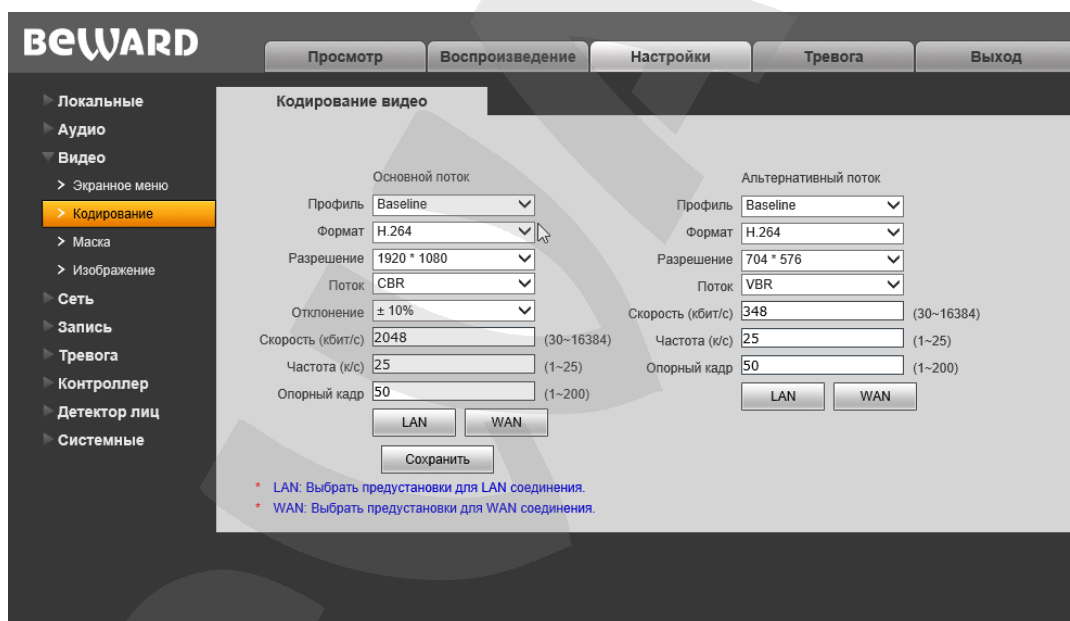 BEWARD
Просмотр Воспроизведение Настройки Тревога Выход
Локальные
Аудио
Видео
Экранное меню
Кодирование
Маска
Изображение
Сеть
Запись
Тревога
Контроллер
Детектор лиц
Системные
Кодирование видео
Основной поток
Профиль Baseline
Формат H.264
Разрешение 1920 * 1080
Поток CBR
Отклонение ± 10%
Скорость (кбит/с) 2048 (30~16384)
Частота (к/с) 25 (1~25)
Опорный кадр 50 (1~200)
LAN WAN
Сохранить
Альтернативный поток
Профиль Baseline
Формат H.264
Разрешение 704 * 576
Поток VBR
Скорость (кбит/с) 348 (30~16384)
Частота (к/с) 25 (1~25)
Опорный кадр 50 (1~200)
LAN WAN
* LAN: Выбрать предустановки для LAN соединения.
* WAN: Выбрать предустановки для WAN соединения.